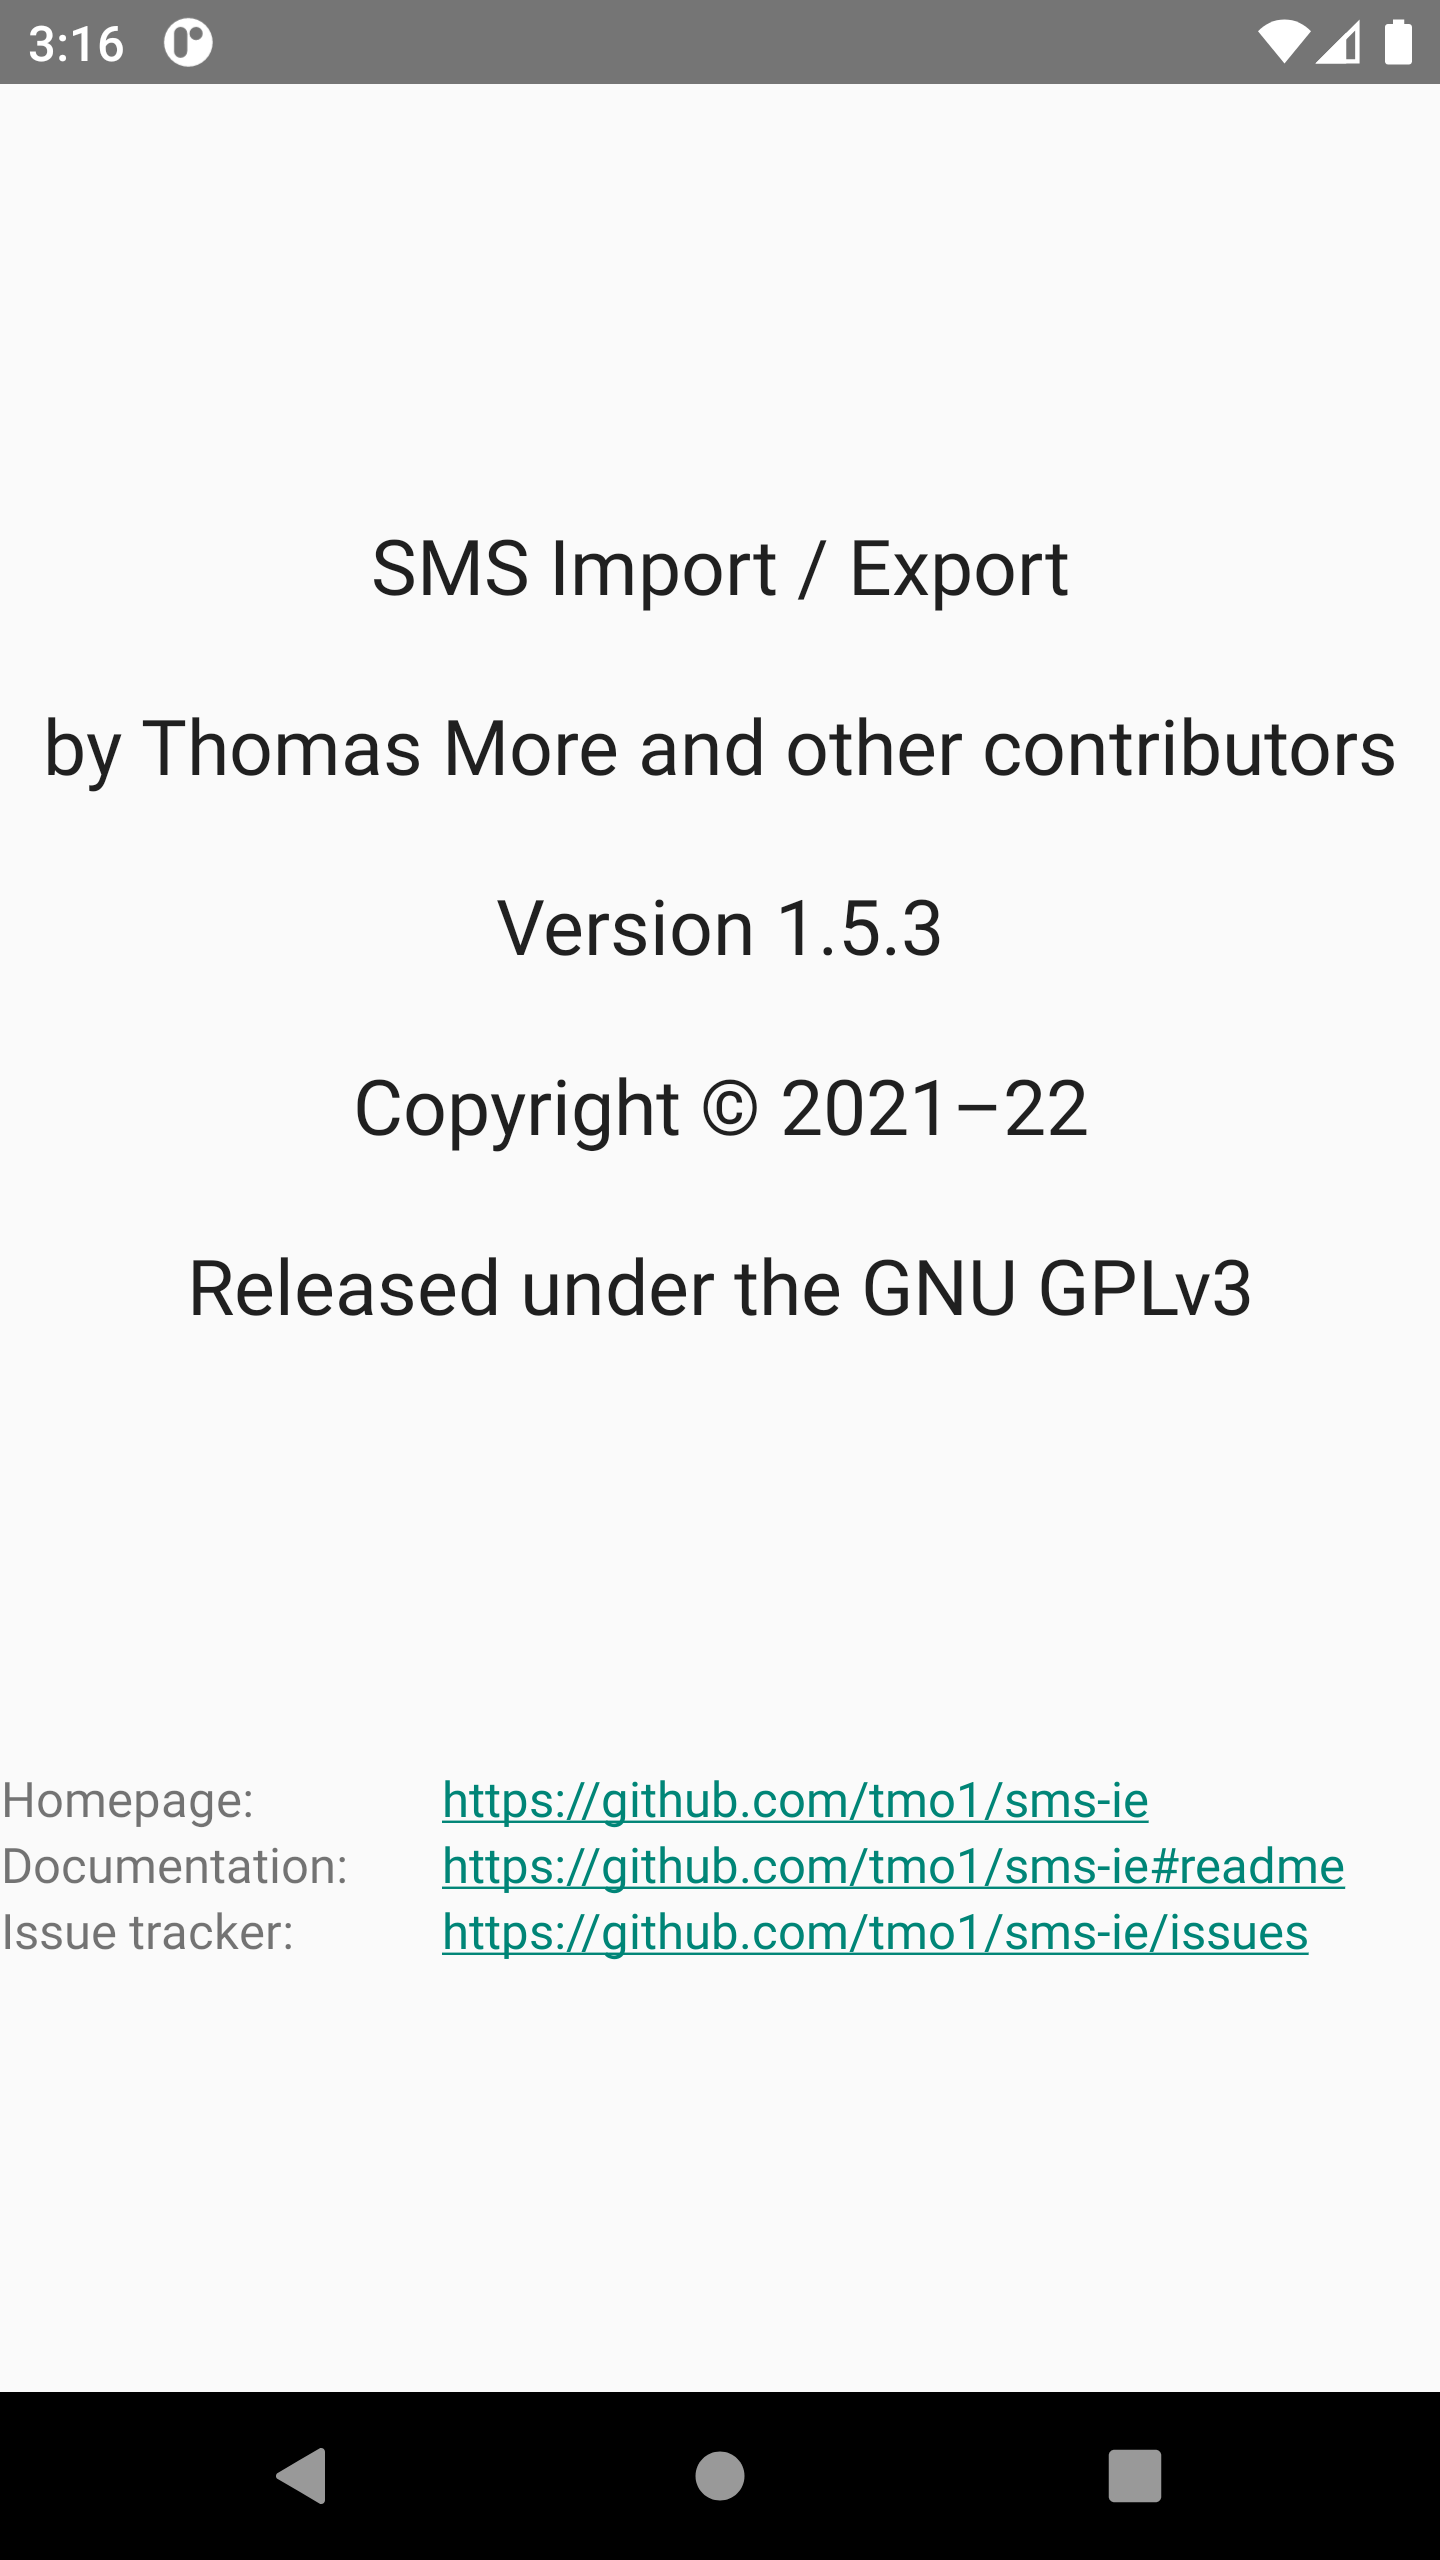 3:16
SMS Import / Export
by Thomas More and other contributors
Version 1.5.3
Copyright © 2021–22
Released under the GNU GPLv3
Homepage: https://github.com/tmo1/sms-ie
Documentation: https://github.com/tmo1/sms-ie#readme
Issue tracker: https://github.com/tmo1/sms-ie/issues